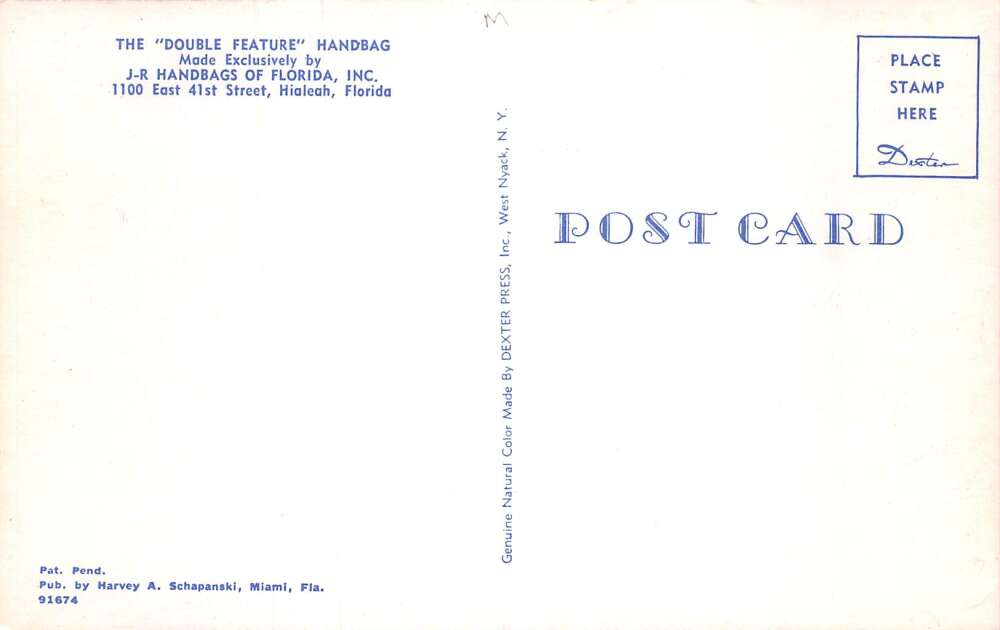 M
THE "DOUBLE FEATURE" HANDBAG
Made Exclusively by
J-R HANDBAGS OF FLORIDA, INC.
1100 East 41st Street, Hialeah, Florida
Pat. Pend.
Pub. by Harvey A. Schapanski, Miami, Fla.
91674
Genuine Natural Color Made By DEXTER PRESS, Inc., West Nyack, N. Y.
PLACE
STAMP
HERE
Dexter
POST CARD